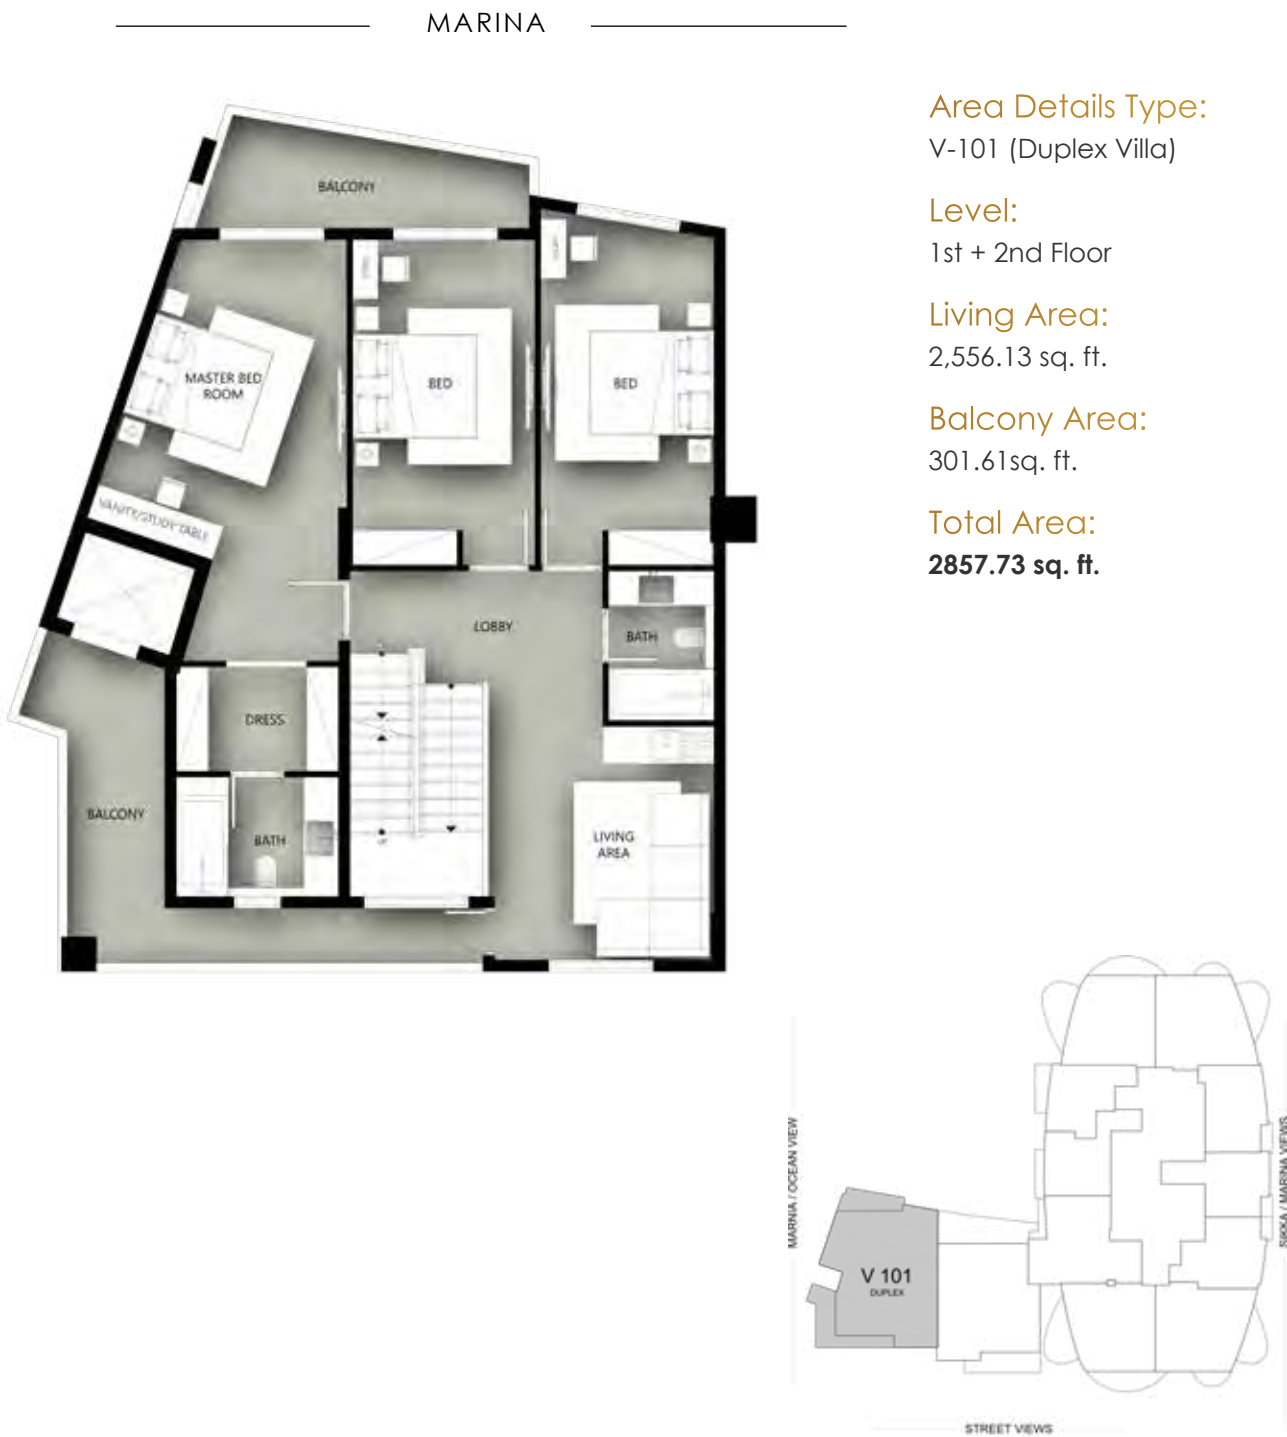 MARINA
Area Details Type:
V-101 (Duplex Villa)
Level:
1st + 2nd Floor
Living Area:
2,556.13 sq. ft.
Balcony Area:
301.61sq. ft.
Total Area:
2857.73 sq. ft.
BALCONY
MASTER BED
ROOM
BED
BED
VANITY/STUDY TABLE
LOBBY
BATH
DRESS
BALCONY
BATH
LIVING
AREA
MARNIA / OCEAN VIEW
SIKKA / MARINA VIEWS
V 101
DUPLEX
STREET VIEWS